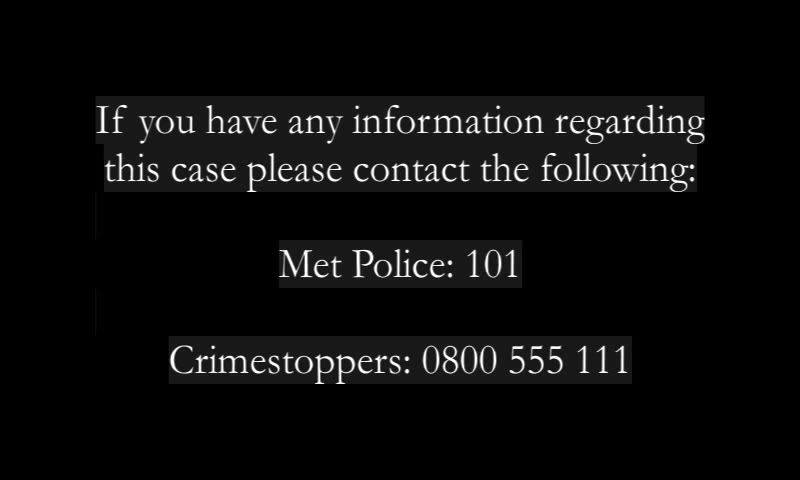 If you have any information regarding
this case please contact the following:
Met Police: 101
Crimestoppers: 0800 555 111